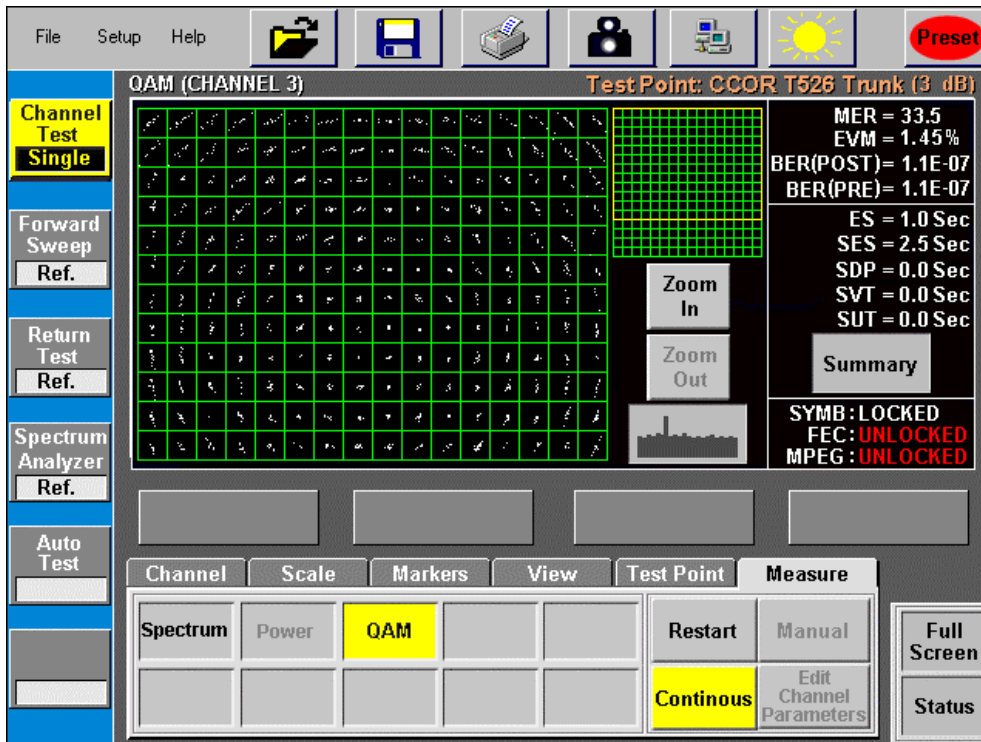 File Setup Help
Preset
QAM (CHANNEL 3)
Test Point: CCOR T526 Trunk (3 dB)
Channel
Test
Single
Forward
Sweep
Ref.
Return
Test
Ref.
Spectrum
Analyzer
Ref.
Auto
Test
MER = 33.5
EVM = 1.45%
BER(POST)= 1.1E-07
BER(PRE)= 1.1E-07
ES = 1.0 Sec
SES = 2.5 Sec
SDP = 0.0 Sec
SVT = 0.0 Sec
SUT = 0.0 Sec
Zoom
In
Zoom
Out
Summary
SYMB:LOCKED
FEC:UNLOCKED
MPEG:UNLOCKED
Channel Scale Markers View Test Point Measure
Spectrum Power QAM
Restart Manual
Continous
Edit
Channel
Parameters
Full
Screen
Status